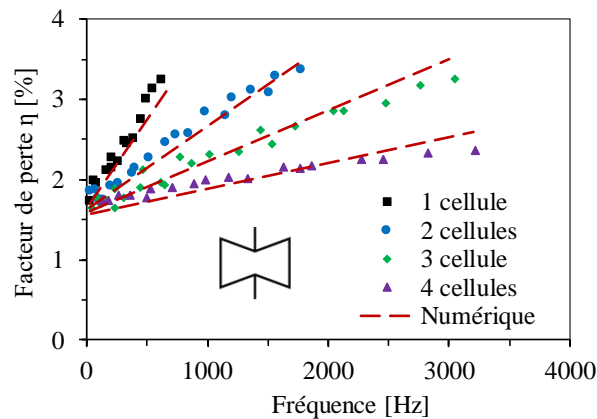 4
3
2
1
0
Facteur de perte η [%]
1 cellule
2 cellules
3 cellule
4 cellules
Numérique
0 1000 2000 3000 4000
Fréquence [Hz]